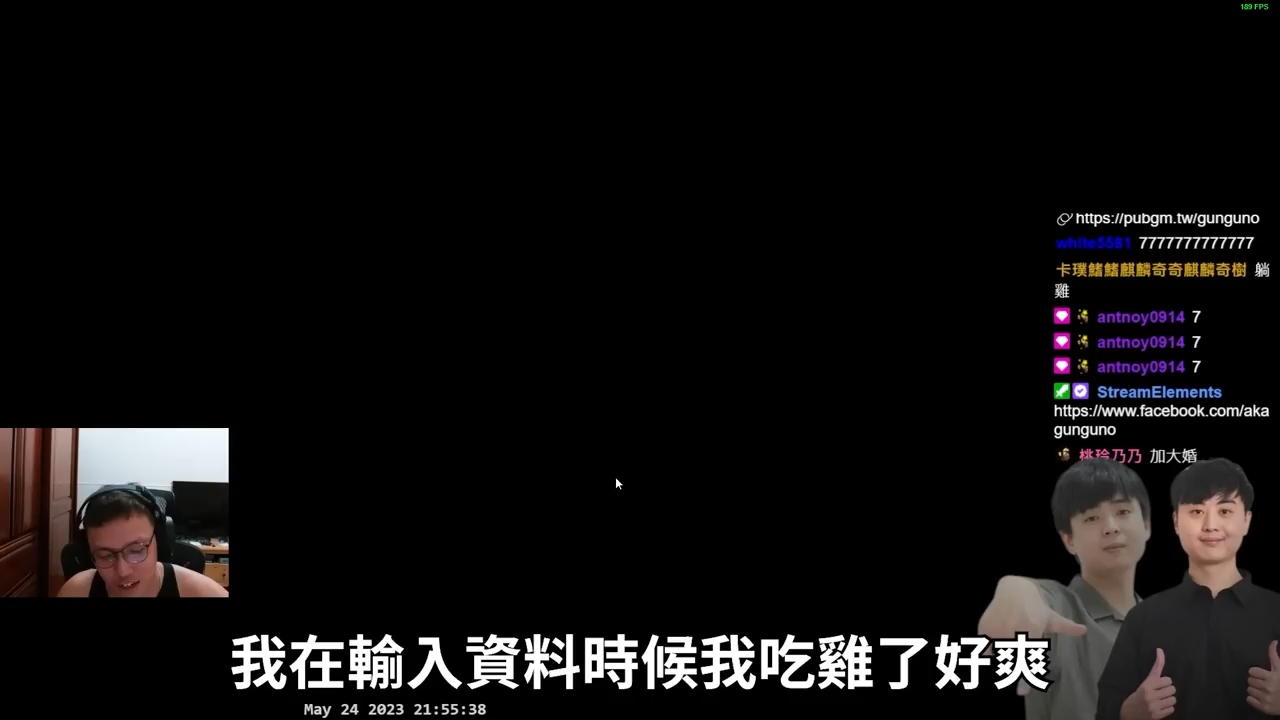 189 FPS
https://pubgm.tw/gunguno
white5581 7777777777777
卡璞鰭鰭麒麟奇奇麒麟奇樹 躺
雞
antnoy0914 7
antnoy0914 7
antnoy0914 7
StreamElements
https://www.facebook.com/aka
gunguno
桃玲乃乃 加大婚
我在輸入資料時候我吃雞了好爽
May 24 2023 21:55:38